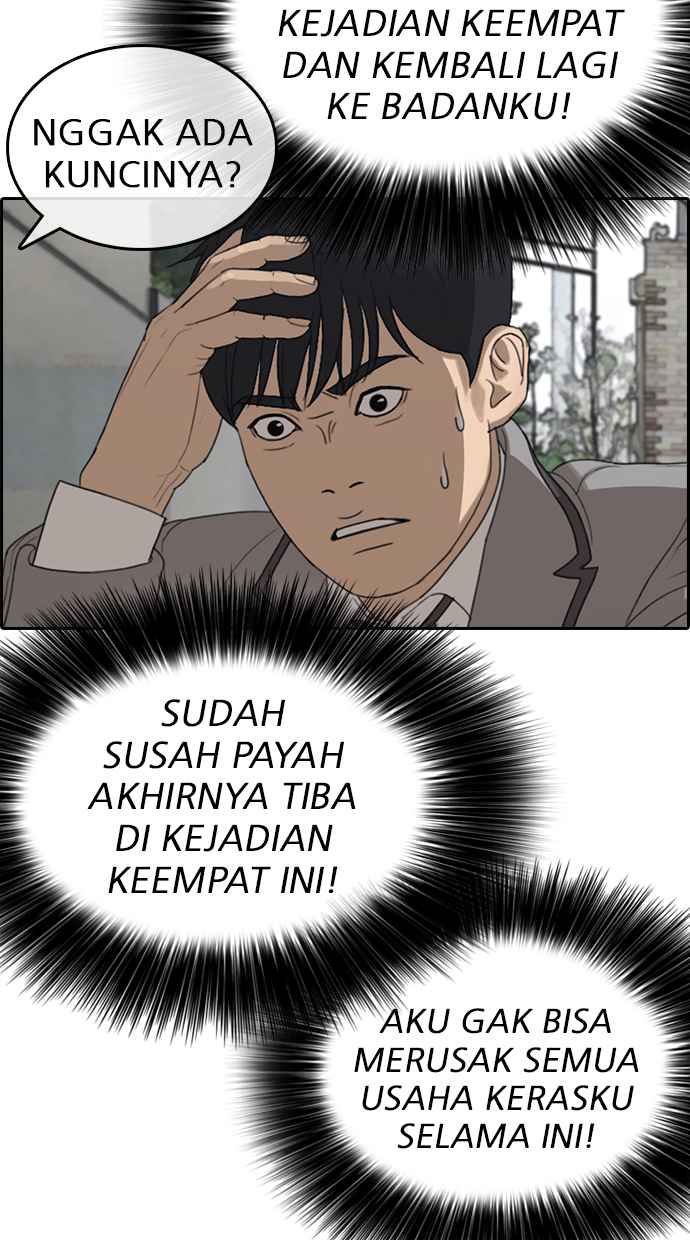 KEJADIAN KEEMPAT
DAN KEMBALI LAGI
KE BADANKU!
NGGAK ADA
KUNCINYA?
SUDAH
SUSAH PAYAH
AKHIRNYA TIBA
DI KEJADIAN
KEEMPAT INI!
AKU GAK BISA
MERUSAK SEMUA
USAHA KERASKU
SELAMA INI!